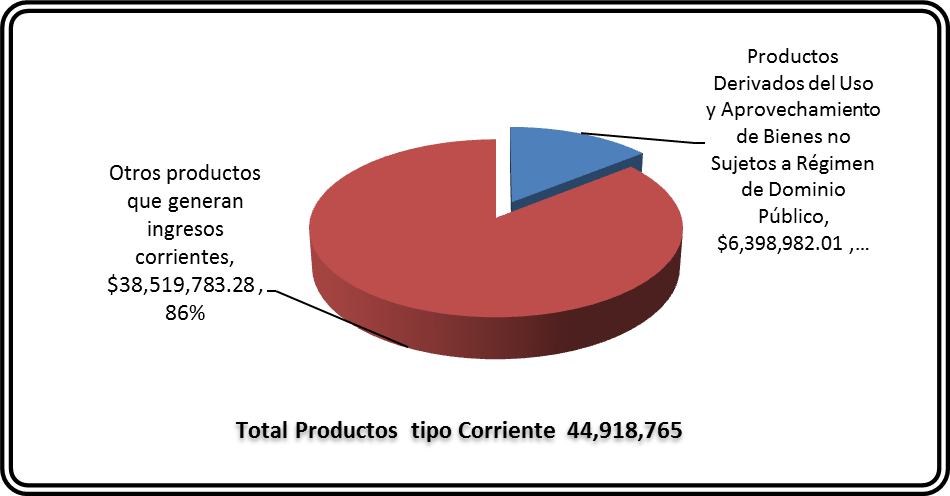 Productos
Derivados del Uso
y Aprovechamiento
de Bienes no
Sujetos a Régimen
de Dominio
Público,
$6,398,982.01 ,...
Otros productos
que generan
ingresos
corrientes,
$38,519,783.28 ,
86%
Total Productos tipo Corriente 44,918,765